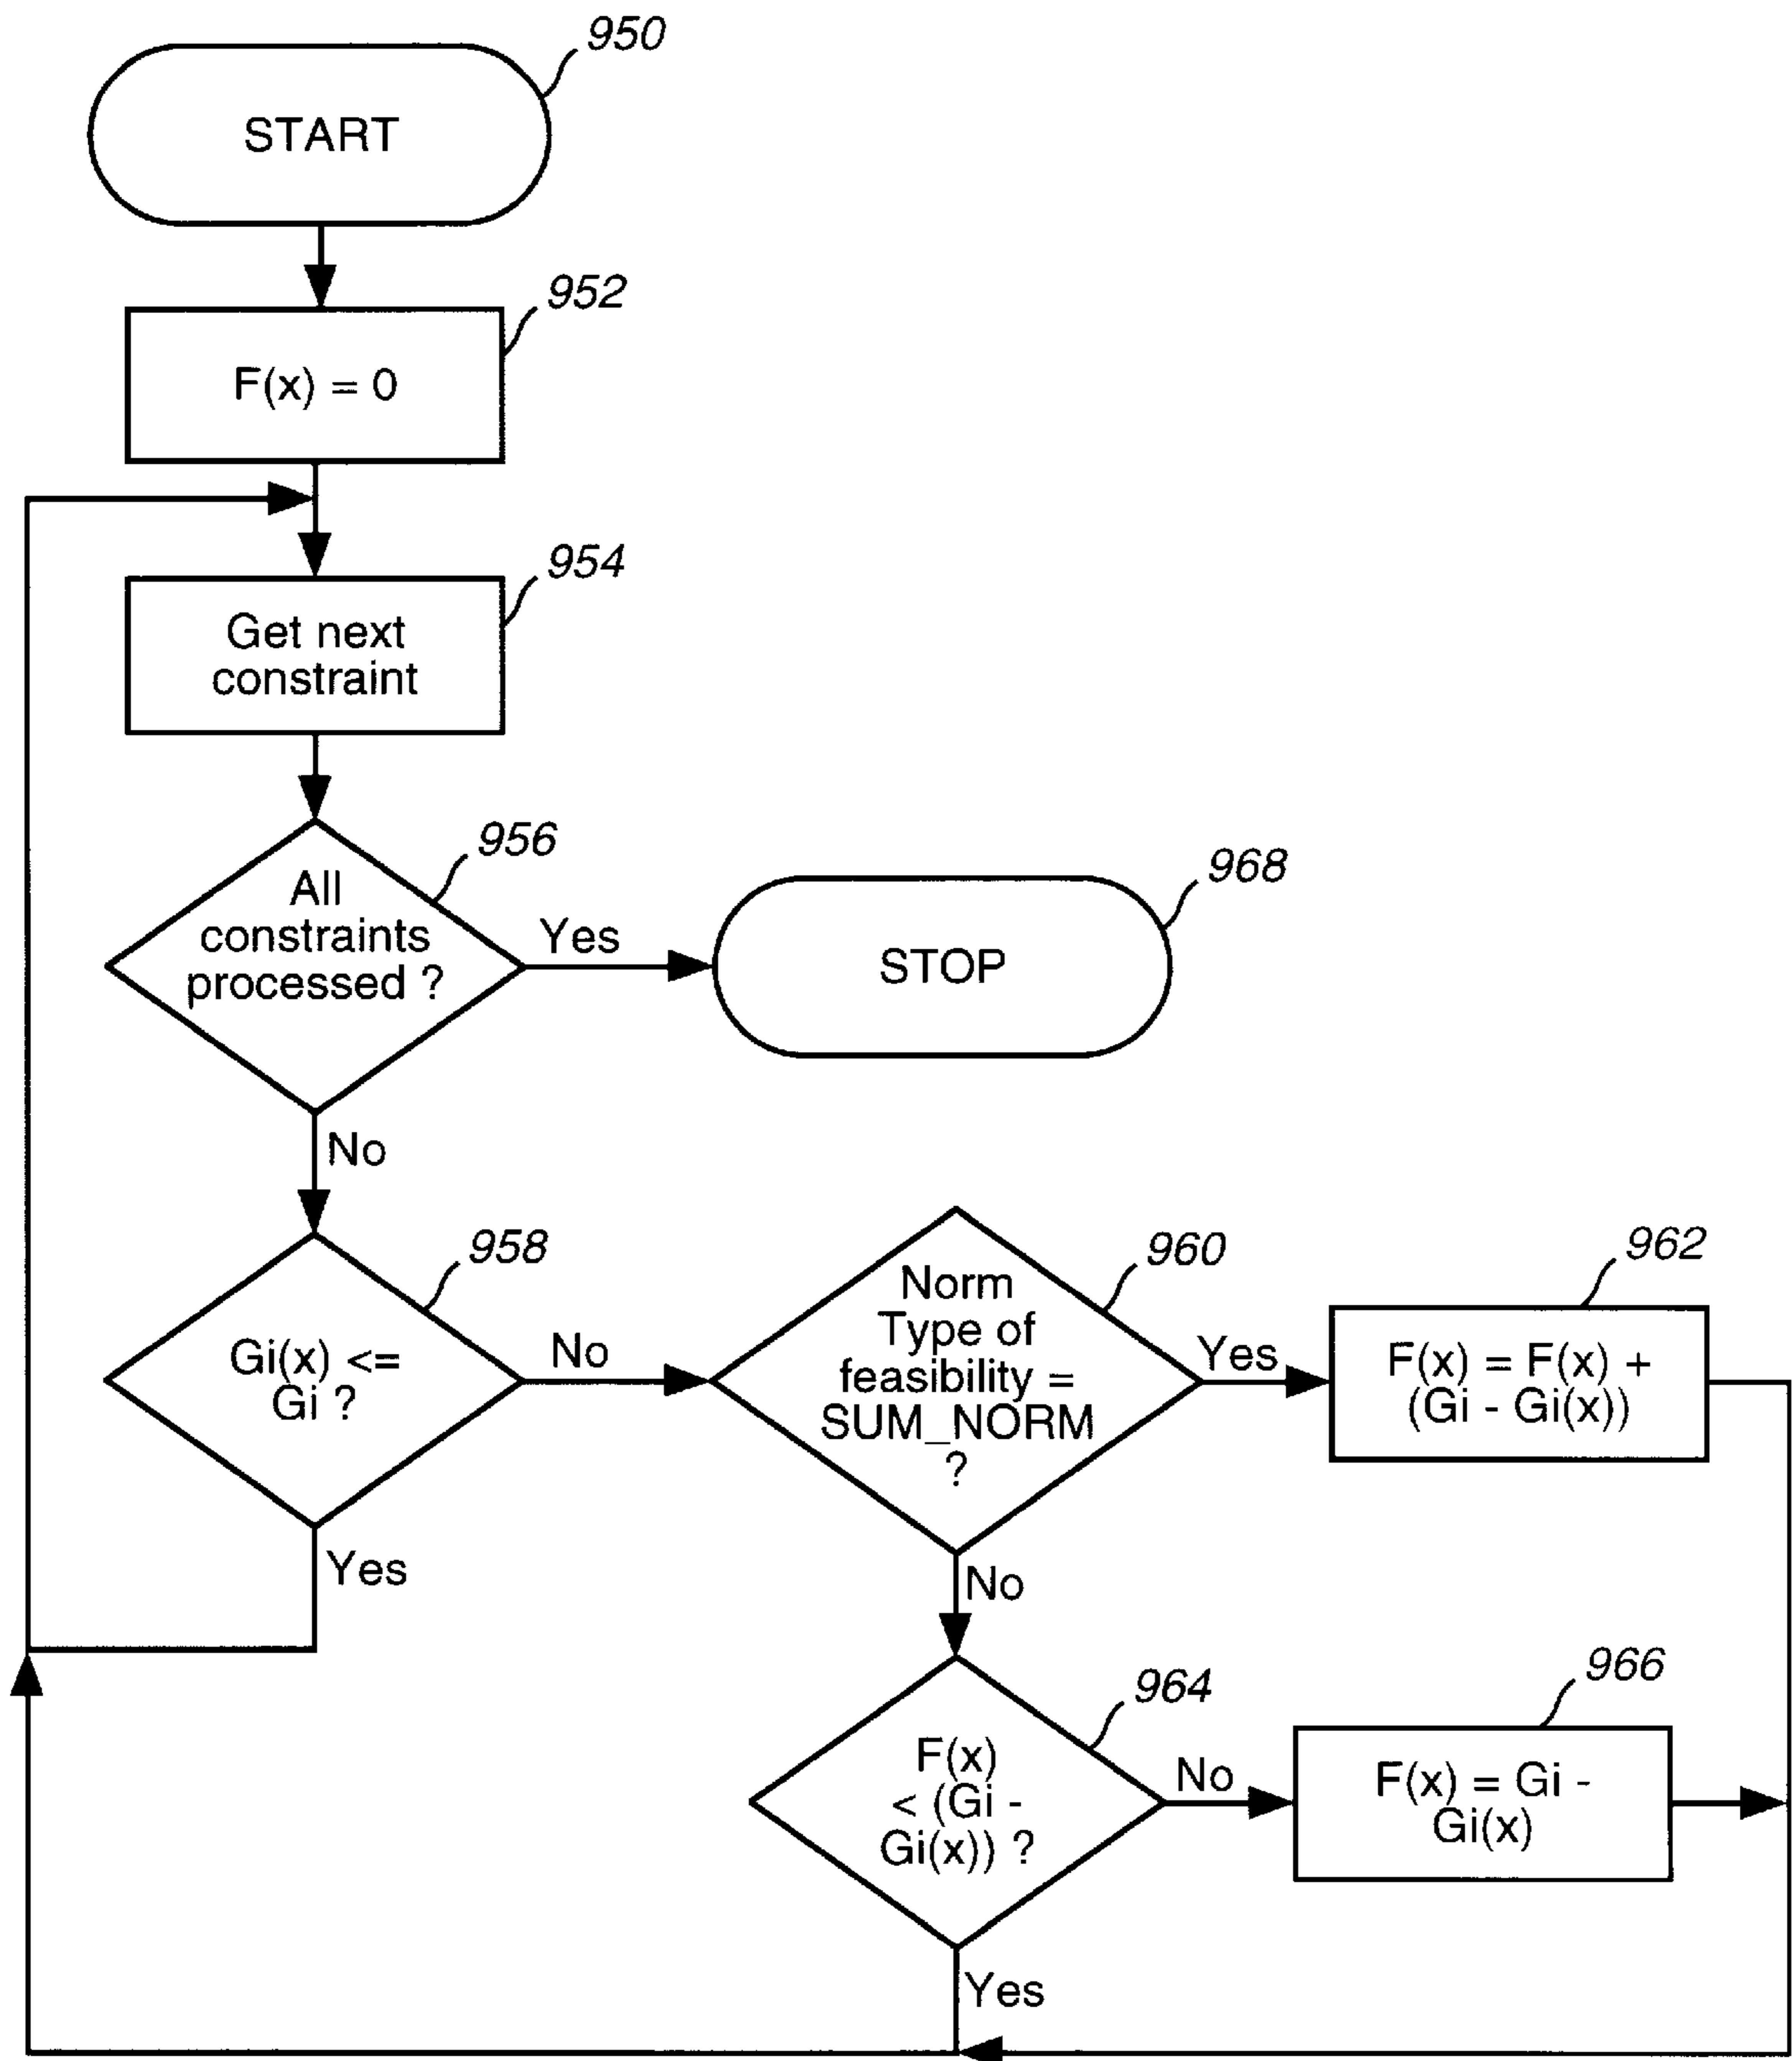 950
START
952
F(x) = 0
954
Get next
constraint
956
All
constraints
processed ?
Yes
968
STOP
No
958
Gi(x) <=
Gi ?
No
Yes
960
Norm
Type of
feasibility =
SUM_NORM
?
Yes
962
F(x) = F(x) +
(Gi - Gi(x))
No
964
F(x)
< (Gi -
Gi(x)) ?
No
966
F(x) = Gi -
Gi(x)
Yes